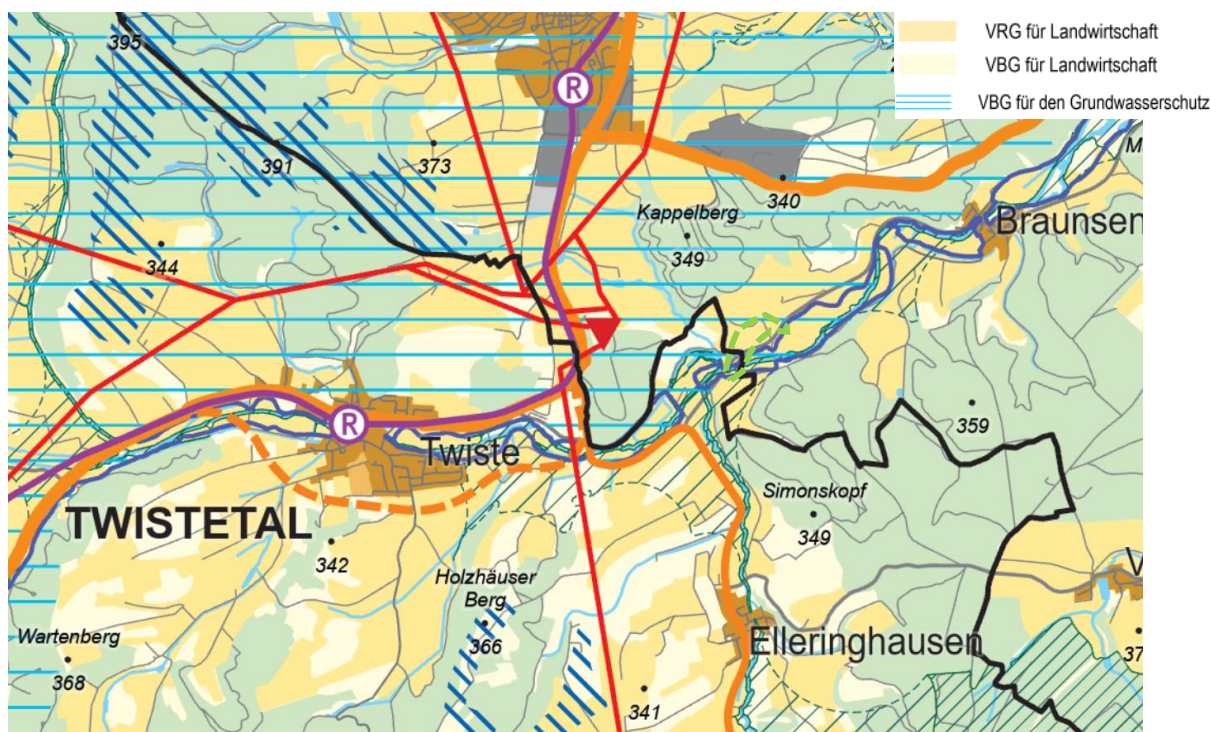 VRG für Landwirtschaft
VBG für Landwirtschaft
VBG für den Grundwasserschutz
395
R
391
373
340
Kappelberg
349
Braunsen
344
359
R
Twiste
Simonskopf
349
TWISTETAL
342
Holzhäuser
Berg
366
Elleringhausen
Wartenberg
368
341
37